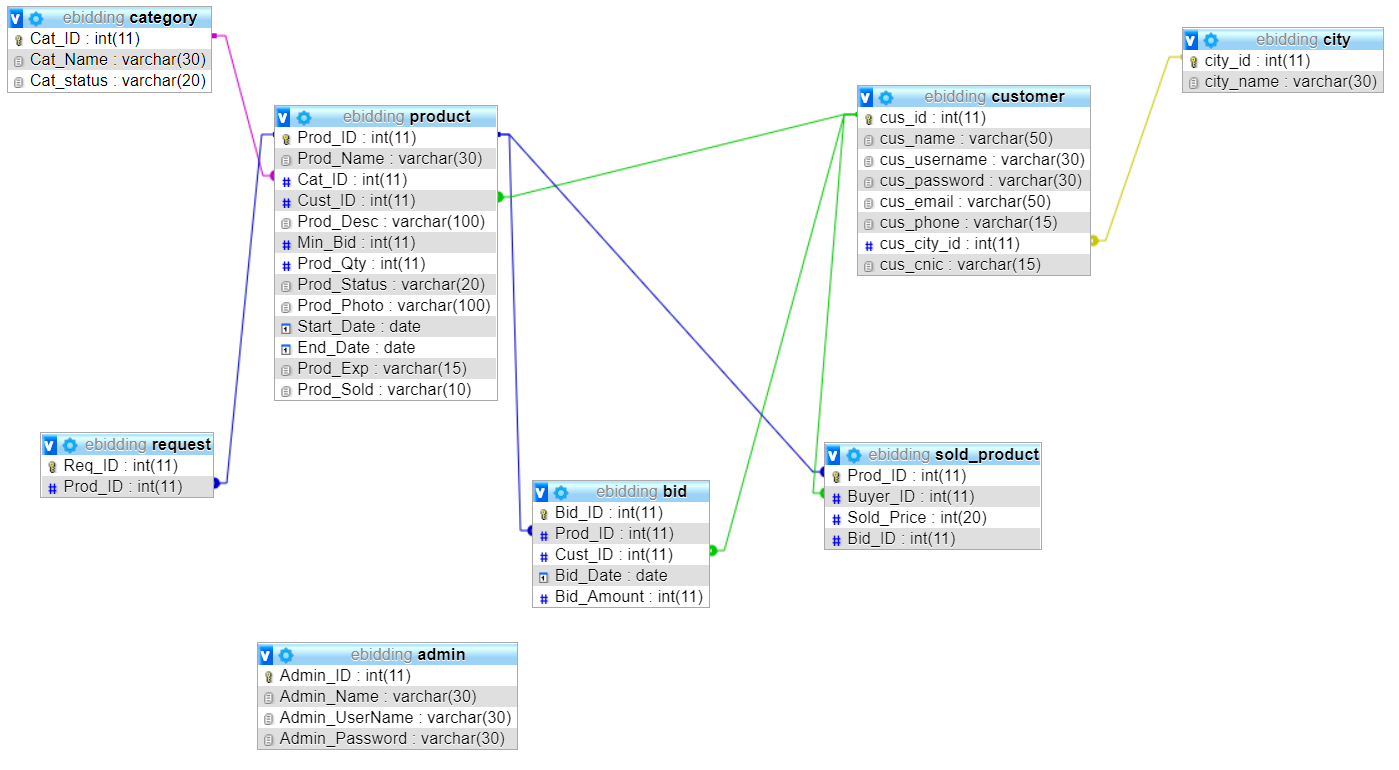 ebidding category
Cat_ID : int(11)
Cat_Name : varchar(30)
Cat_status : varchar(20)
ebidding city
city_id : int(11)
city_name : varchar(30)
ebidding product
Prod_ID : int(11)
Prod_Name : varchar(30)
Cat_ID : int(11)
Cust_ID : int(11)
Prod_Desc : varchar(100)
Min_Bid : int(11)
Prod_Qty : int(11)
Prod_Status : varchar(20)
Prod_Photo : varchar(100)
Start_Date : date
End_Date : date
Prod_Exp : varchar(15)
Prod_Sold : varchar(10)
ebidding customer
cus_id : int(11)
cus_name : varchar(50)
cus_username : varchar(30)
cus_password : varchar(30)
cus_email : varchar(50)
cus_phone : varchar(15)
cus_city_id : int(11)
cus_cnic : varchar(15)
ebidding request
Req_ID : int(11)
Prod_ID : int(11)
ebidding bid
Bid_ID : int(11)
Prod_ID : int(11)
Cust_ID : int(11)
Bid_Date : date
Bid_Amount : int(11)
ebidding sold_product
Prod_ID : int(11)
Buyer_ID : int(11)
Sold_Price : int(20)
Bid_ID : int(11)
ebidding admin
Admin_ID : int(11)
Admin_Name : varchar(30)
Admin_UserName : varchar(30)
Admin_Password : varchar(30)